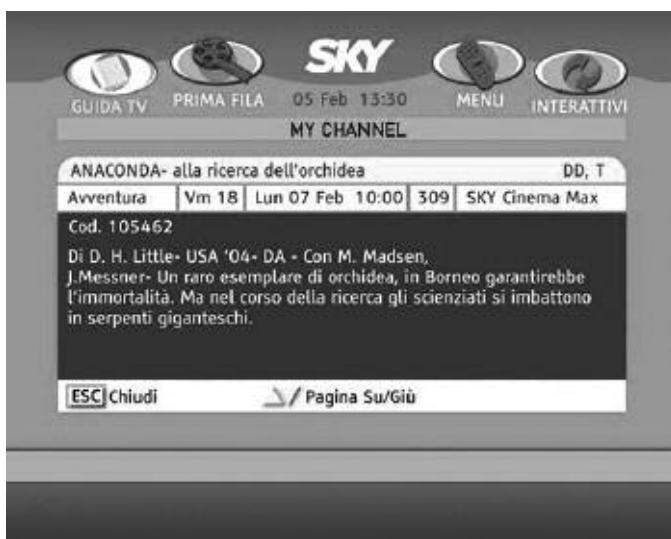 SKY
GUIDA TV PRIMA FILA 05 Feb 13:30 MENU INTERATTIVI
MY CHANNEL
ANACONDA- alla ricerca dell'orchidea DD, T
Avventura Vm 18 Lun 07 Feb 10:00 309 SKY Cinema Max
Cod. 105462
Di D. H. Little- USA '04- DA - Con M. Madsen,
J.Messner- Un raro esemplare di orchidea, in Borneo garantirebbe
l'immortalità. Ma nel corso della ricerca gli scienziati si imbattono
in serpenti giganteschi.
ESC Chiudi / Pagina Su/Giù